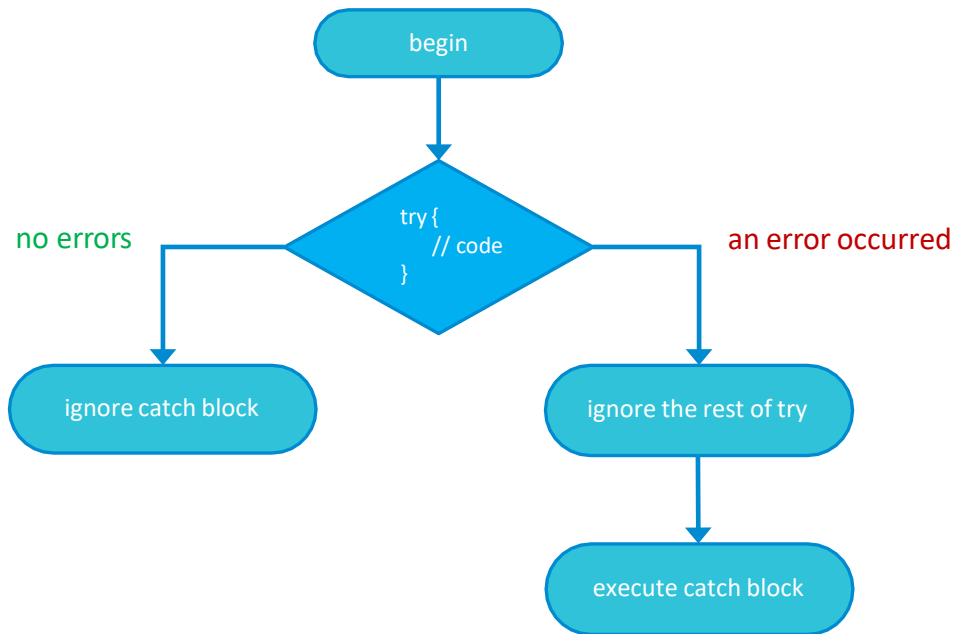 begin
try {
// code
}
no errors
an error occurred
ignore catch block
ignore the rest of try
execute catch block